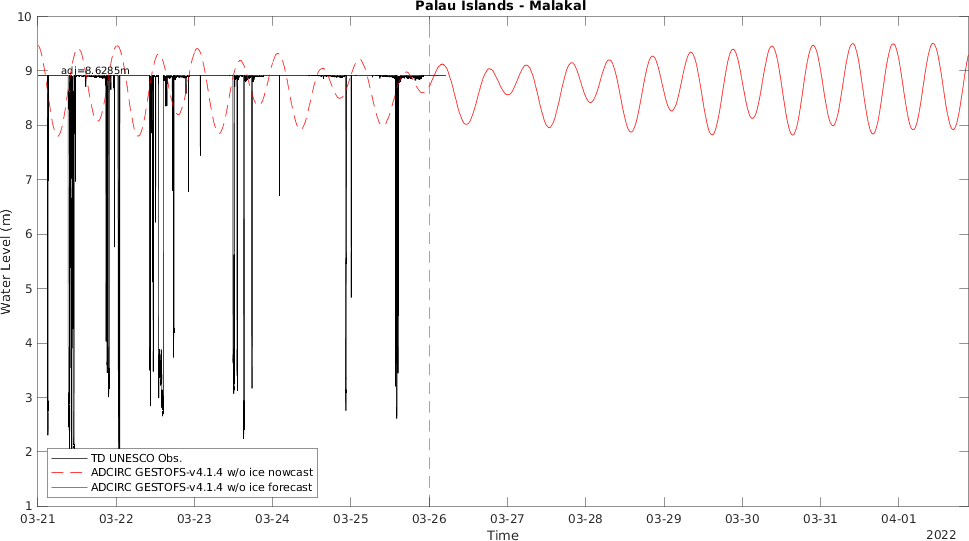 Palau Islands - Malakal
10
9
8
7
6
5
4
3
2
1
Water Level (m)
adj=8.6285m
TD UNESCO Obs.
ADCIRC GESTOFS-v4.1.4 w/o ice nowcast
ADCIRC GESTOFS-v4.1.4 w/o ice forecast
03-21 03-22 03-23 03-24 03-25 03-26 03-27 03-28 03-29 03-30 03-31 04-01
Time
2022